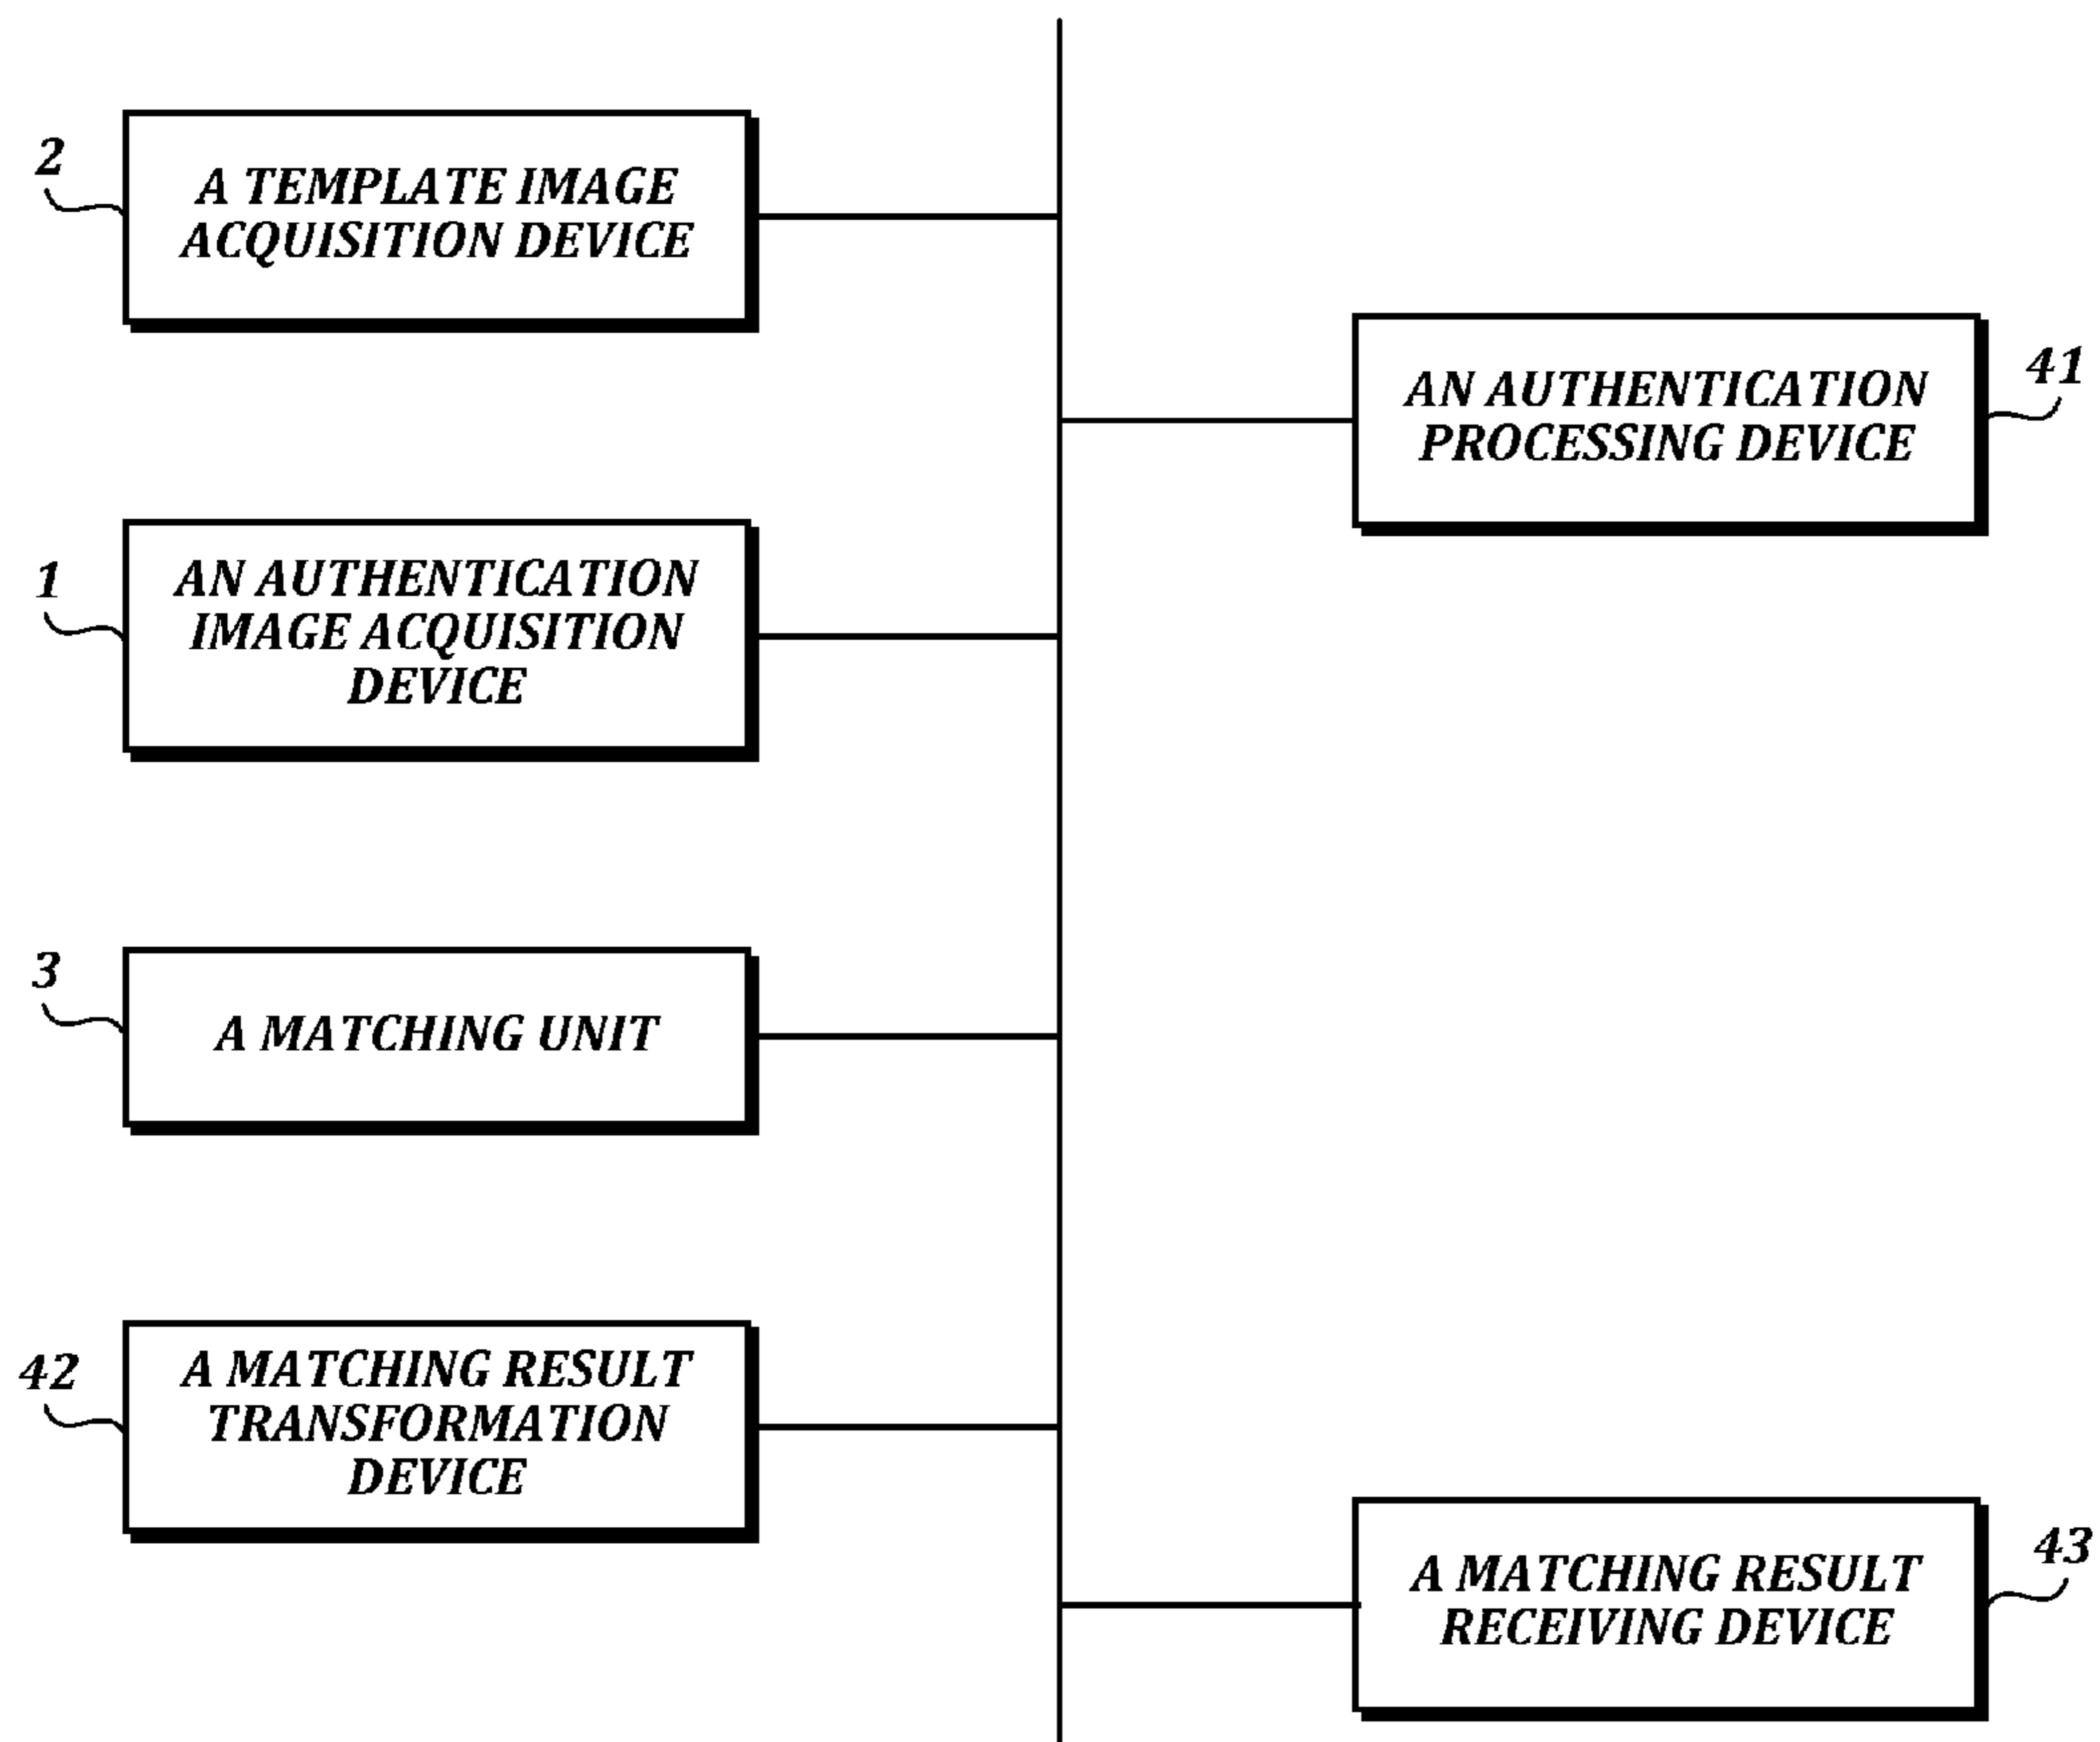 2
A TEMPLATE IMAGE
ACQUISITION DEVICE
41
AN AUTHENTICATION
PROCESSING DEVICE
1
AN AUTHENTICATION
IMAGE ACQUISITION
DEVICE
3
A MATCHING UNIT
42
A MATCHING RESULT
TRANSFORMATION
DEVICE
43
A MATCHING RESULT
RECEIVING DEVICE